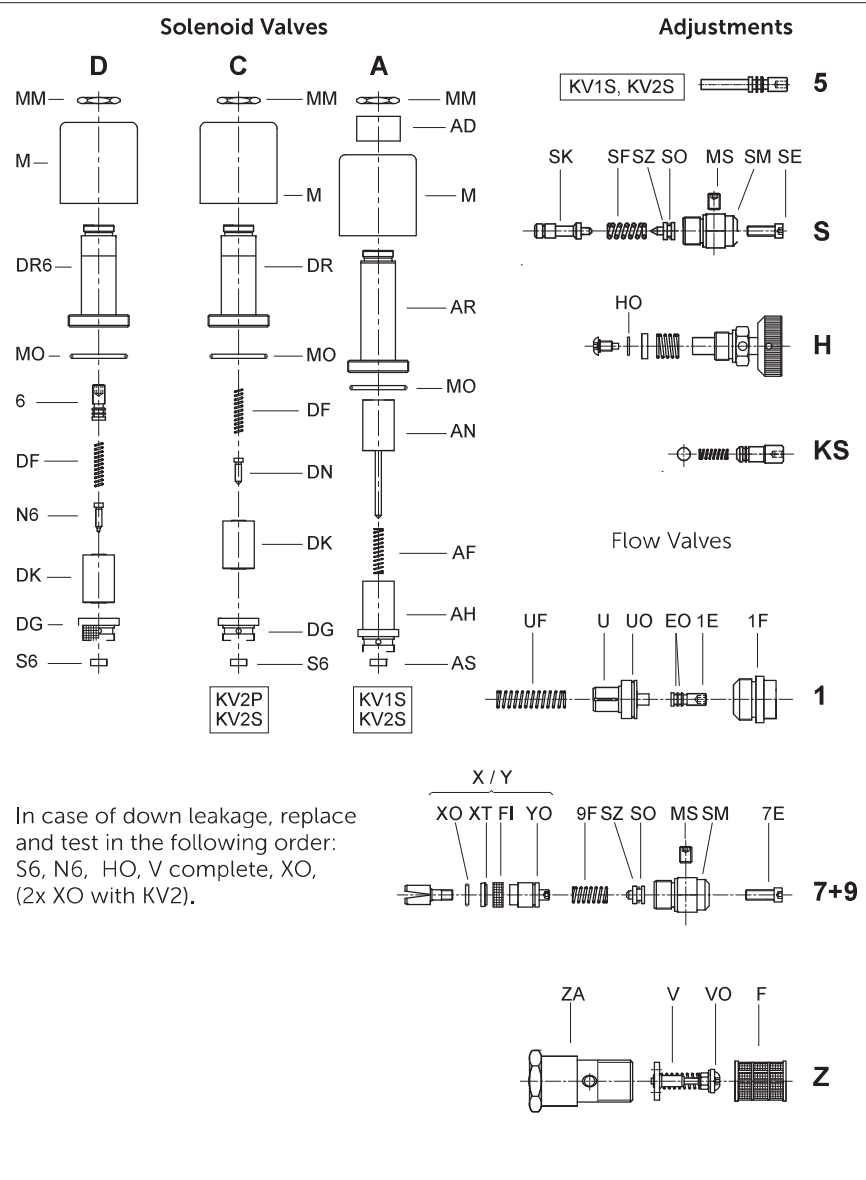 Solenoid Valves
D C A
MM MM MM
AD
M M M
DR6 DR AR
MO MO MO
6 DF AN
DF DN
N6 DK AF
DK AH
DG DG
S6 S6 AS
KV2P
KV2S
KV1S
KV2S
Adjustments
KV1S, KV2S 5
SK SF SZ SO MS SM SE
S
HO
H
KS
Flow Valves
UF U UO EO 1E 1F
1
In case of down leakage, replace
and test in the following order:
S6, N6, HO, V complete, XO,
(2x XO with KV2).
X / Y
XO XT FI YO 9F SZ SO MS SM 7E
7+9
ZA V VO F
Z